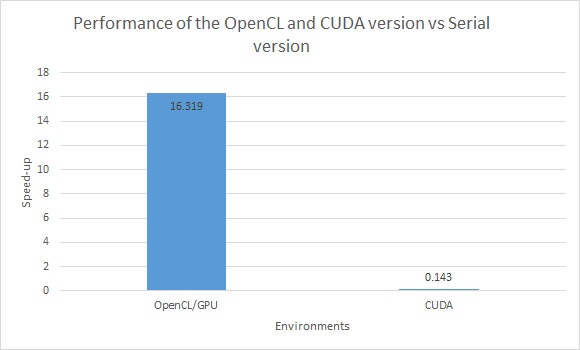 Performance of the OpenCL and CUDA version vs Serial
version
18
16
14
12
10
8
6
4
2
0
Speed-up
16.319
0.143
OpenCL/GPU
CUDA
Environments